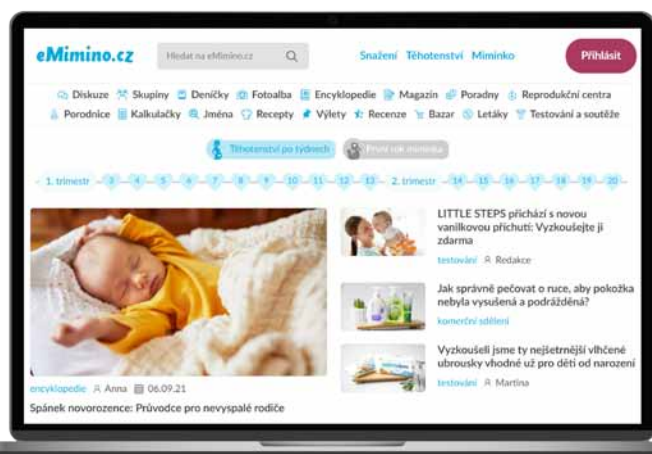 eMimino.cz
Hledat na eMimino.cz
Snažení Těhotenství Miminko
Přihlásit
Diskuze Skupiny Deníčky Fotoalba Encyklopedie Magazín Poradny Reprodukční centra
Porodnice Kalkulačky Jména Recepty Výlety Recenze Bazar Letáky Testování a soutěže
Těhotenství po týdnech
První rok miminka
1. trimestr 3 4 5 6 7 8 9 10 11 12 13 2. trimestr 14 15 16 17 18 19 20
encyklopedie Anna 06.09.21
Spánek novorozence: Průvodce pro nevyspalé rodiče
LITTLE STEPS přichází s novou
vanilkovou příchutí: Vyzkoušejte ji
zdarma
testování Redakce
Jak správně pečovat o ruce, aby pokožka
nebyla vysušená a podrážděná?
komerční sdělení
Vyzkoušeli jsme ty nejšetrnější vlhčené
ubrousky vhodné už pro děti od narození
testování Martina